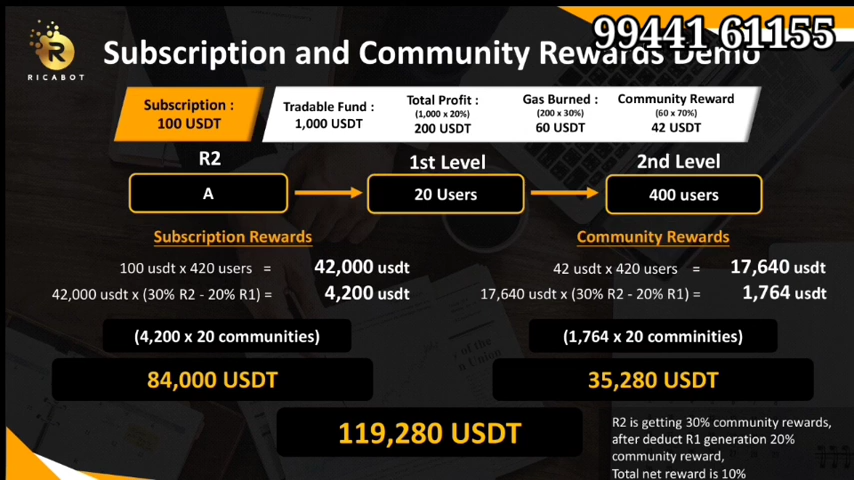 99441 61155
RICABOT
Subscription and Community Rewards Demo
Subscription :
100 USDT
Tradable Fund :
1,000 USDT
Total Profit :
(1,000 x 20%)
200 USDT
Gas Burned :
(200 x 30%)
60 USDT
Community Reward
(60 x 70%)
42 USDT
R2
A
1st Level
20 Users
2nd Level
400 users
Subscription Rewards
100 usdt x 420 users = 42,000 usdt
42,000 usdt x (30% R2 - 20% R1) = 4,200 usdt
(4,200 x 20 communities)
84,000 USDT
Community Rewards
42 usdt x 420 users = 17,640 usdt
17,640 usdt x (30% R2 - 20% R1) = 1,764 usdt
(1,764 x 20 comminities)
35,280 USDT
119,280 USDT
R2 is getting 30% community rewards,
after deduct R1 generation 20%
community reward,
Total net reward is 10%